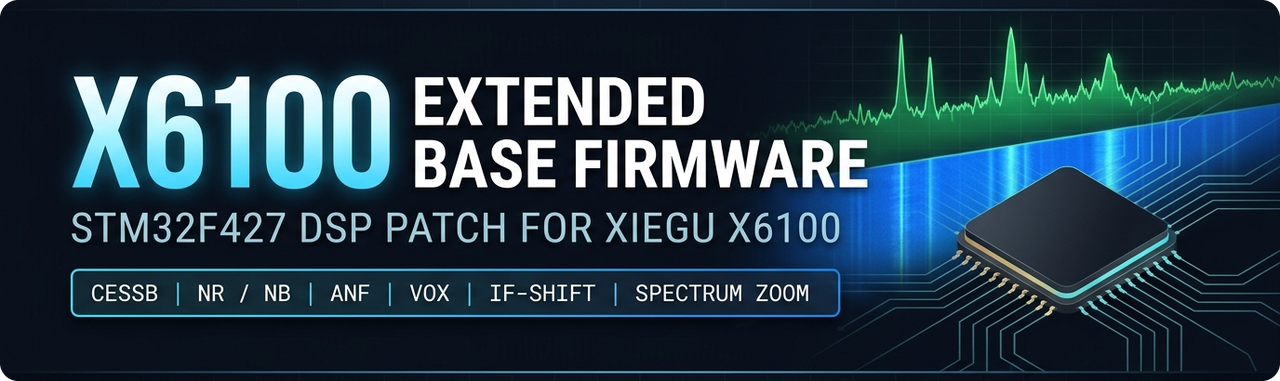 X6100 EXTENDED
BASE FIRMWARE
STM32F427 DSP PATCH FOR XIEGU X6100
CESSB | NR / NB | ANF | VOX | IF-SHIFT | SPECTRUM ZOOM